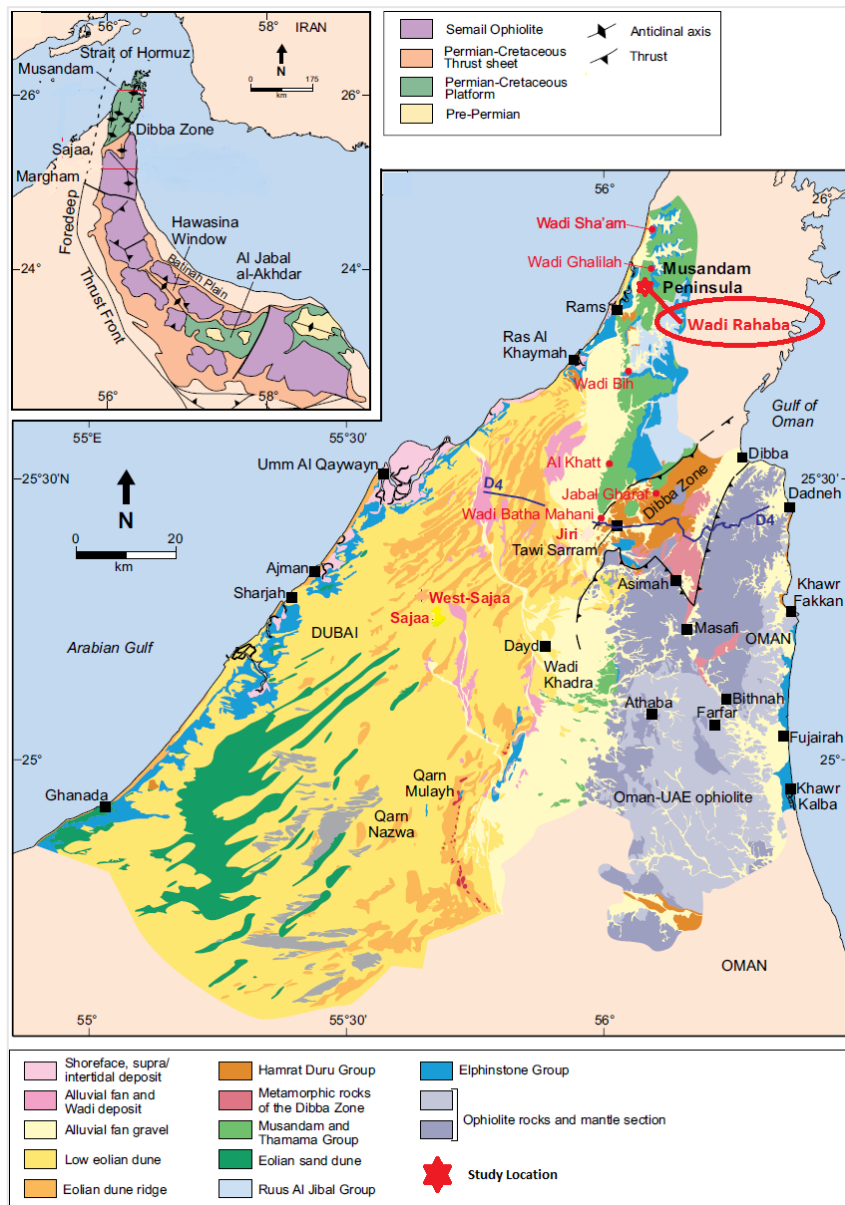 56°
58°
IRAN
Strait of Hormuz
Musandam
N
0
175
km
26°
26°
Dibba Zone
Sajaa
Margham
Foredeep
Hawasina
Window
Batinah Plain
Al Jabal
al-Akhdar
24°
24°
Thrust Front
56°
58°
Semail Ophiolite
Permian-Cretaceous
Thrust sheet
Permian-Cretaceous
Platform
Pre-Permian
Anticlinal axis
Thrust
56°
26°
Wadi Sha'am
Wadi Ghalilah
Musandam
Peninsula
Rams
Wadi Rahaba
Ras Al
Khaymah
Wadi Bih
Gulf of
Oman
55°E
55°30'
Umm Al Qaywayn
25°30'N
25°30'
Dibba
Al Khatt
Dibba Zone
Dadneh
D4
Jabal Gharaf
D4
Wadi Batha Mahani
Jiri
Tawi Sarram
N
0
20
km
Ajman
Sharjah
Asimah
Khawr
Fakkan
West-Sajaa
Sajaa
Masafi
OMAN
DUBAI
Arabian Gulf
Dayd
Wadi
Khadra
Athaba
Bithnah
Farfar
Fujairah
25°
25°
Ghanada
Qarn
Mulayh
Oman-UAE ophiolite
Khawr
Kalba
Qarn
Nazwa
OMAN
55°
55°30'
56°
Shoreface, supra/
intertidal deposit
Alluvial fan and
Wadi deposit
Alluvial fan gravel
Low eolian dune
Eolian dune ridge
Hamrat Duru Group
Metamorphic rocks
of the Dibba Zone
Musandam and
Thamama Group
Eolian sand dune
Ruus Al Jibal Group
Elphinstone Group
Ophiolite rocks and mantle section
Study Location